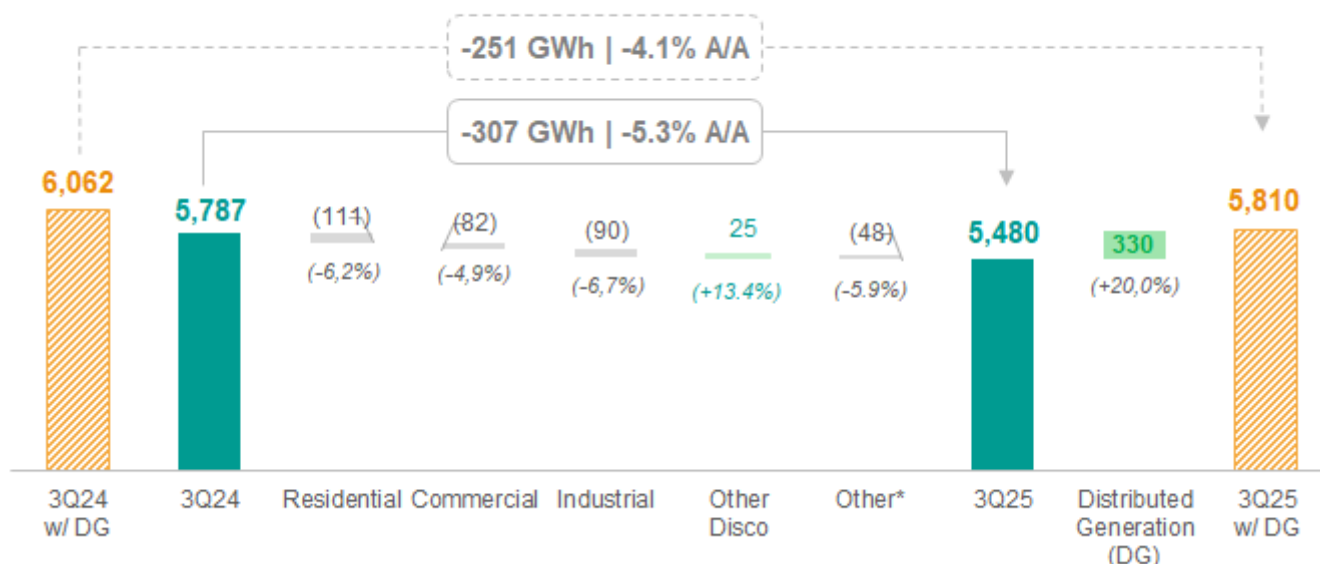 -251 GWh | -4.1% A/A
-307 GWh | -5.3% A/A
6,062
5,787
(111)
(-6,2%)
(82)
(-4,9%)
(90)
(-6,7%)
25
(+13.4%)
(48)
(-5.9%)
5,480
330
(+20,0%)
5,810
3Q24
w/ DG
3Q24
Residential
Commercial
Industrial
Other
Disco
Other*
3Q25
Distributed
Generation
(DG)
3Q25
w/ DG